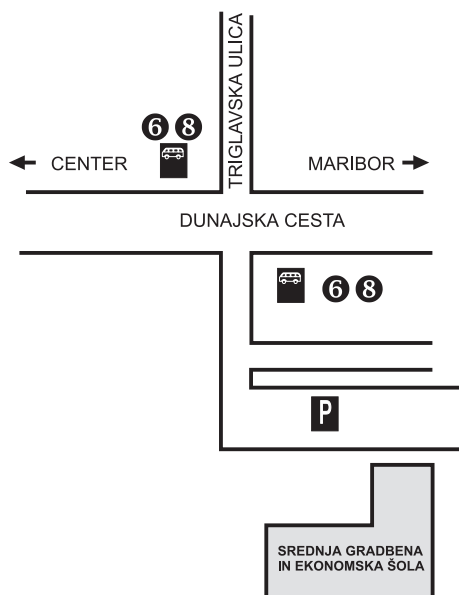 TRIGLAVSKA ULICA
6 8
CENTER
MARIBOR
DUNAJSKA CESTA
6 8
P
SREDNJA GRADBENA
IN EKONOMSKA ŠOLA